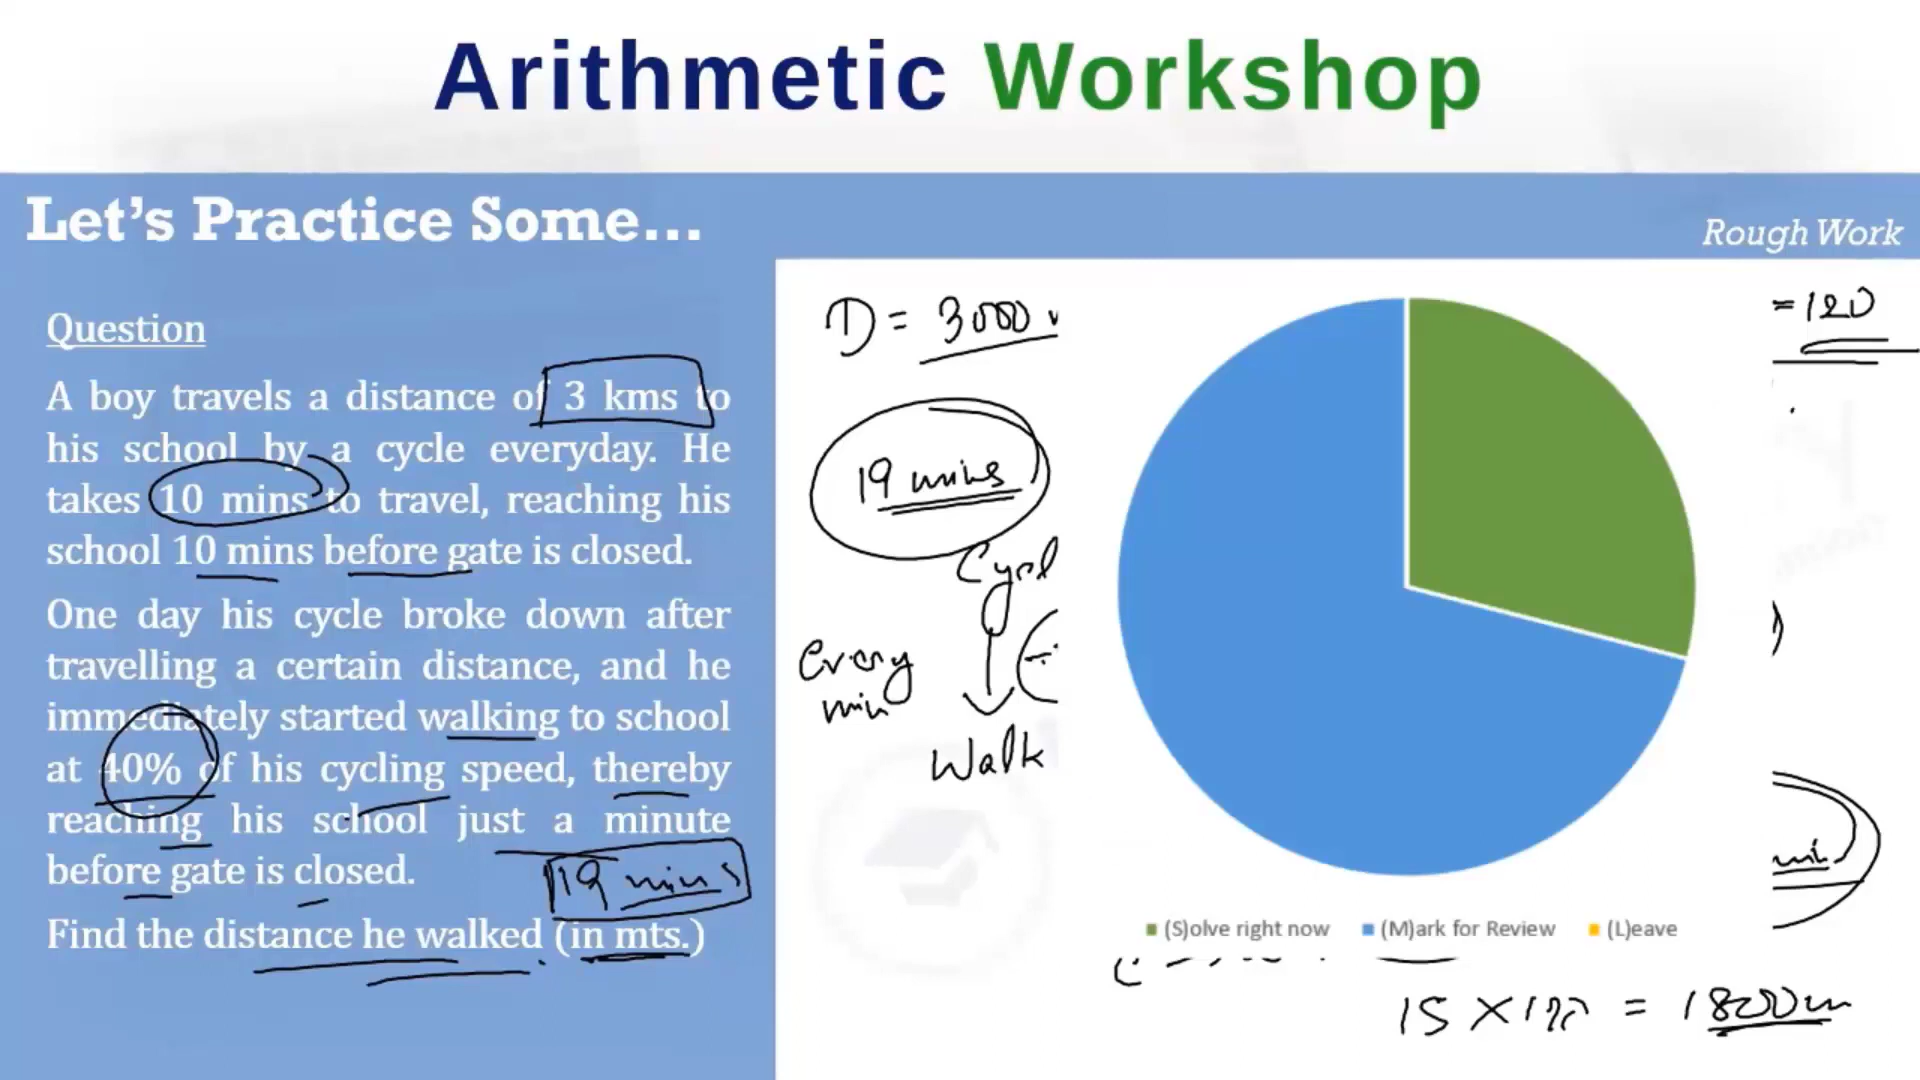 Arithmetic Workshop
Let's Practice Some...
Rough Work
Question
A boy travels a distance of 3 kms to
his school by a cycle everyday. He
takes 10 mins to travel, reaching his
school 10 mins before gate is closed.
One day his cycle broke down after
travelling a certain distance, and he
immediately started walking to school
at 40% of his cycling speed, thereby
reaching his school just a minute
before gate is closed.
19 mins
Find the distance he walked (in mts.)
D = 3000
= 120
19 mins
Cycl
every
min
Walk
(S)olve right now
(M)ark for Review
(L)eave
15 × 120 = 1800m